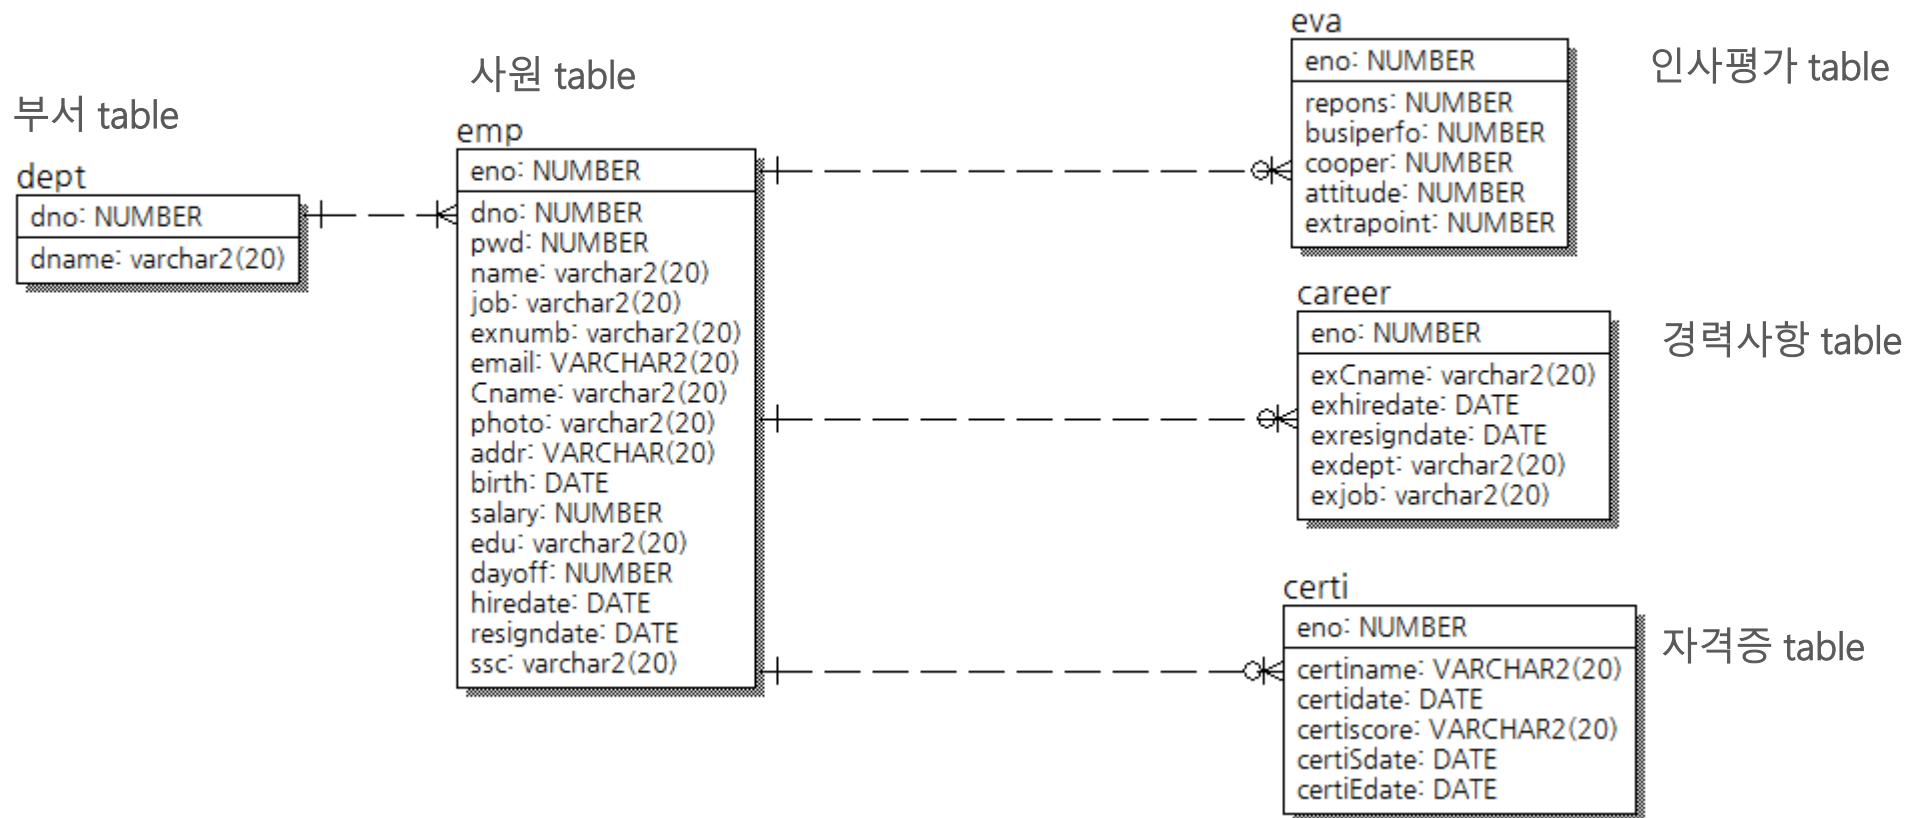 부서 table
dept
dno: NUMBER
dname: varchar2(20)
사원 table
emp
eno: NUMBER
dno: NUMBER
pwd: NUMBER
name: varchar2(20)
job: varchar2(20)
exnumb: varchar2(20)
email: VARCHAR2(20)
Cname: varchar2(20)
photo: varchar2(20)
addr: VARCHAR(20)
birth: DATE
salary: NUMBER
edu: varchar2(20)
dayoff: NUMBER
hiredate: DATE
resigndate: DATE
ssc: varchar2(20)
eva
인사평가 table
eno: NUMBER
repons: NUMBER
busiperfo: NUMBER
cooper: NUMBER
attitude: NUMBER
extrapoint: NUMBER
career
경력사항 table
eno: NUMBER
exCname: varchar2(20)
exhiredate: DATE
exresigndate: DATE
exdept: varchar2(20)
exjob: varchar2(20)
certi
자격증 table
eno: NUMBER
certiname: VARCHAR2(20)
certidate: DATE
certiscore: VARCHAR2(20)
certiSdate: DATE
certiEdate: DATE